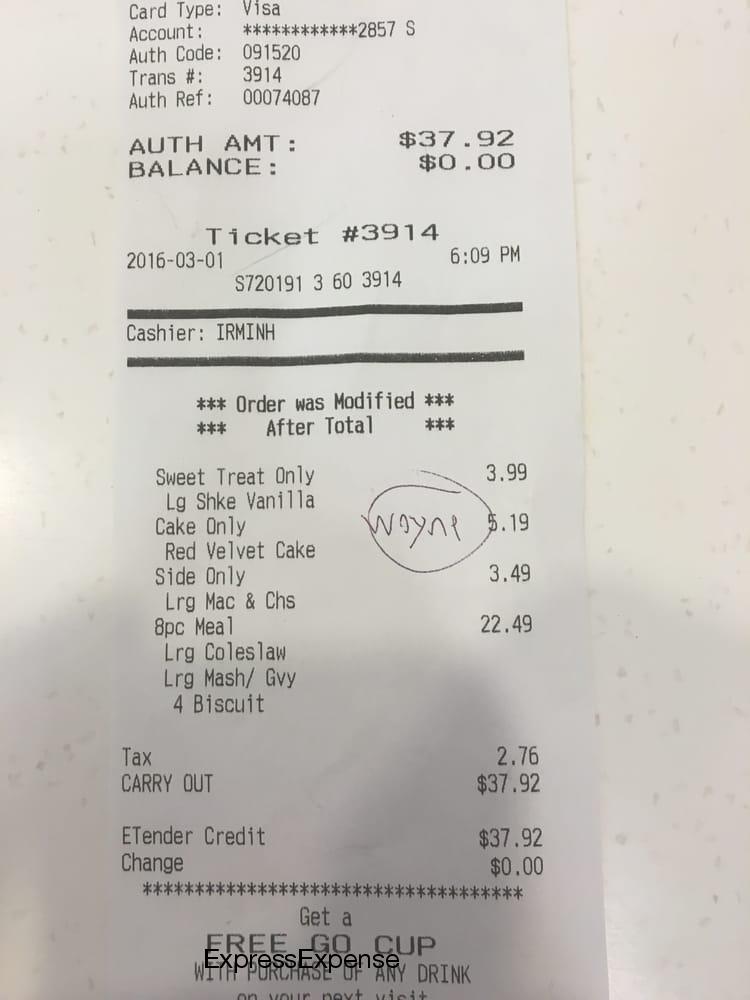 Card Type: Visa
Account: ************2857 S
Auth Code: 091520
Trans #: 3914
Auth Ref: 00074087
AUTH AMT: $37.92
BALANCE: $0.00
Ticket #3914
2016-03-01 6:09 PM
S720191 3 60 3914
Cashier: IRMINH
*** Order was Modified ***
*** After Total ***
Sweet Treat Only 3.99
Lg Shke Vanilla
Cake Only Wayne 5.19
Red Velvet Cake
Side Only 3.49
Lrg Mac & Chs
8pc Meal 22.49
Lrg Coleslaw
Lrg Mash/ Gvy
4 Biscuit
Tax 2.76
CARRY OUT $37.92
ETender Credit $37.92
Change $0.00
*************************************
Get a
FREE GO CUP
ExpressExpense
WITH PURCHASE OF ANY DRINK
on your next visit